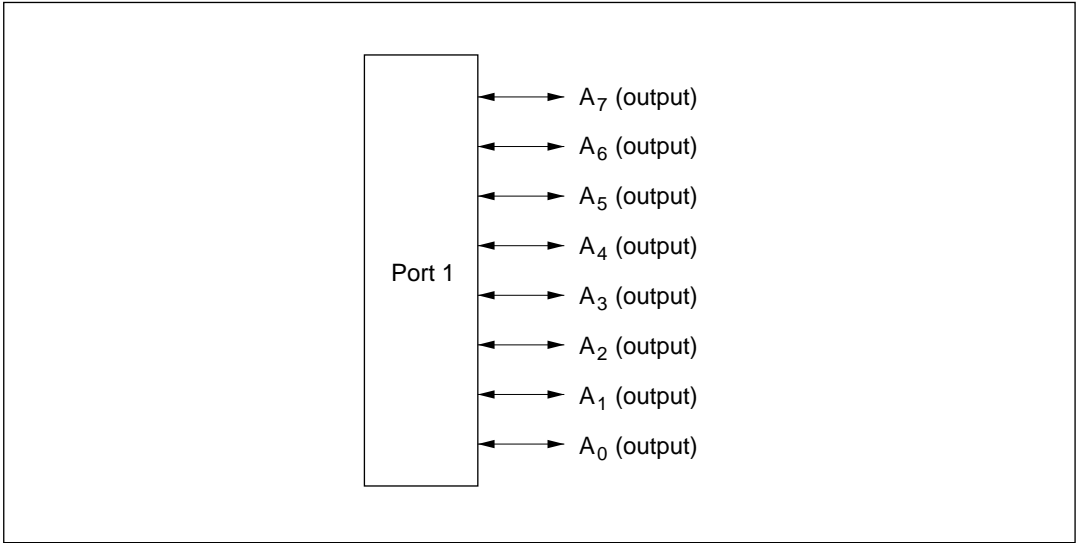 A7 (output)
A6 (output)
A5 (output)
A4 (output)
Port 1
A3 (output)
A2 (output)
A1 (output)
A0 (output)